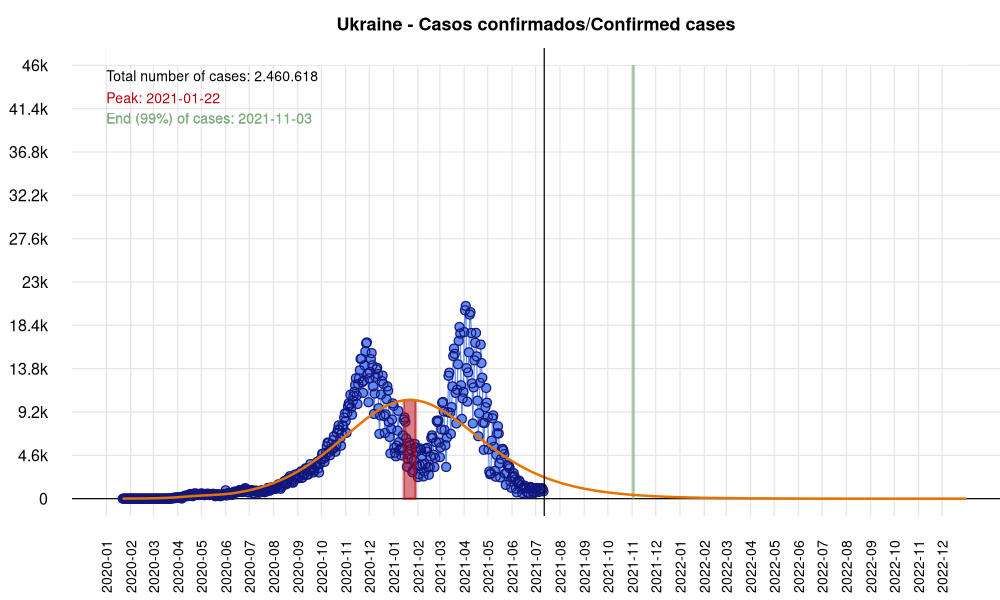 Ukraine - Casos confirmados/Confirmed cases
Total number of cases: 2.460.618
Peak: 2021-01-22
End (99%) of cases: 2021-11-03
46k
41.4k
36.8k
32.2k
27.6k
23k
18.4k
13.8k
9.2k
4.6k
0
2020-01
2020-02
2020-03
2020-04
2020-05
2020-06
2020-07
2020-08
2020-09
2020-10
2020-11
2020-12
2021-01
2021-02
2021-03
2021-04
2021-05
2021-06
2021-07
2021-08
2021-09
2021-10
2021-11
2021-12
2022-01
2022-02
2022-03
2022-04
2022-05
2022-06
2022-07
2022-08
2022-09
2022-10
2022-11
2022-12